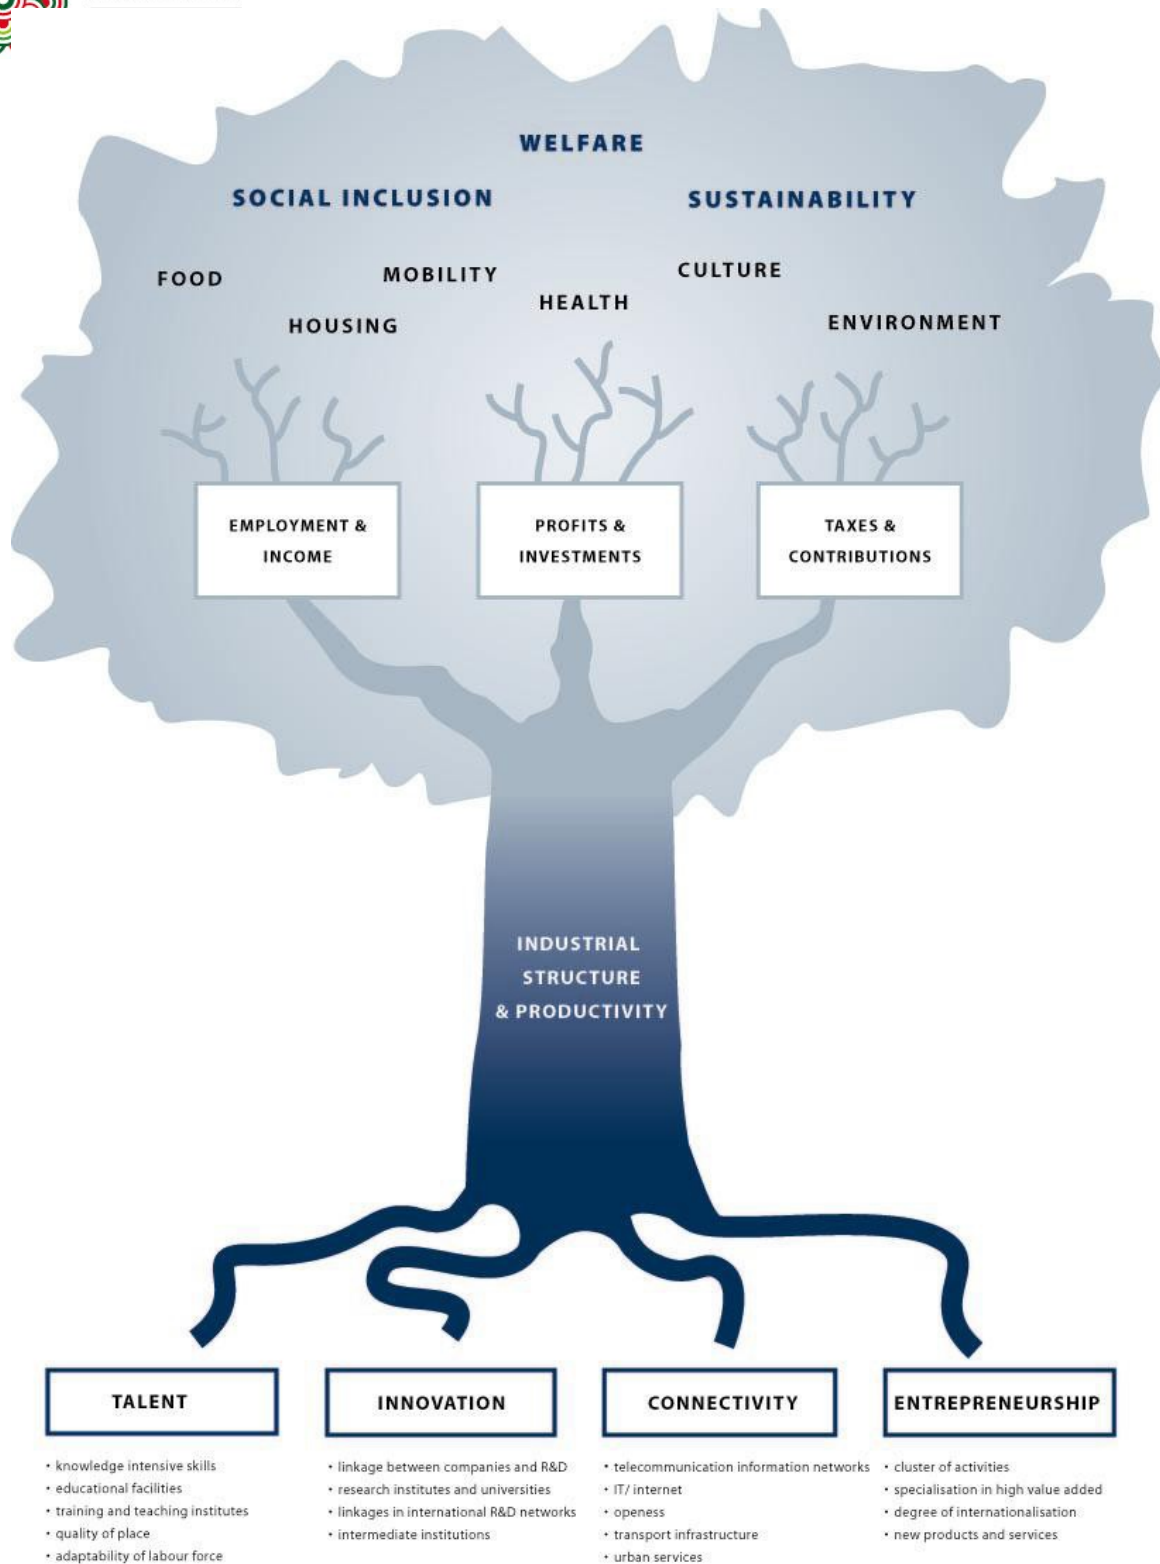 WELFARE
SOCIAL INCLUSION
SUSTAINABILITY
FOOD
MOBILITY
CULTURE
HEALTH
HOUSING
ENVIRONMENT
EMPLOYMENT &
INCOME
PROFITS &
INVESTMENTS
TAXES &
CONTRIBUTIONS
INDUSTRIAL
STRUCTURE
& PRODUCTIVITY
TALENT
• knowledge intensive skills
• educational facilities
• training and teaching institutes
• quality of place
• adaptability of labour force
INNOVATION
• linkage between companies and R&D
• research institutes and universities
• linkages in international R&D networks
• intermediate institutions
CONNECTIVITY
• telecommunication information networks
• IT/ internet
• openess
• transport infrastructure
• urban services
ENTREPRENEURSHIP
• cluster of activities
• specialisation in high value added
• degree of internationalisation
• new products and services